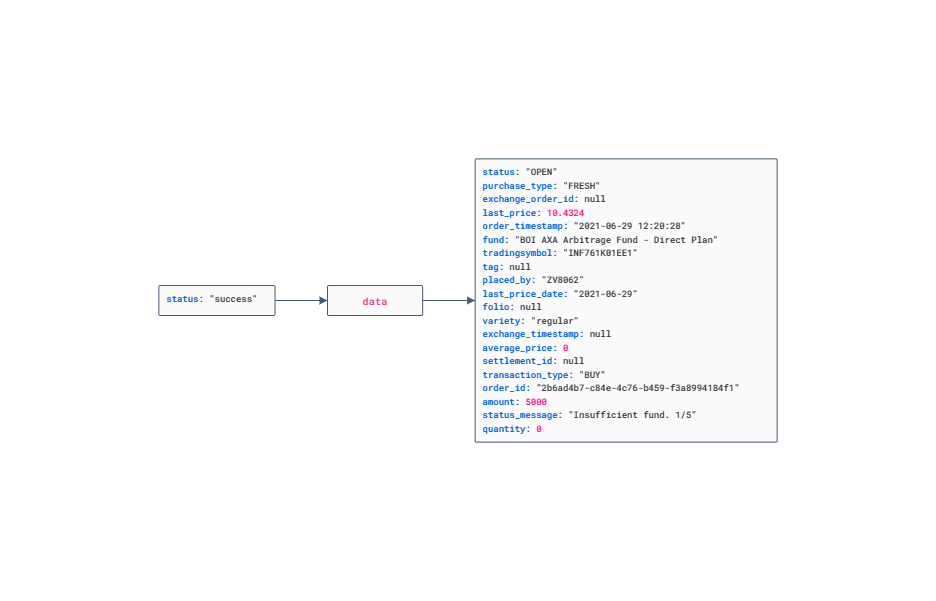 status: "success"
data
status: "OPEN"
purchase_type: "FRESH"
exchange_order_id: null
last_price: 10.4324
order_timestamp: "2021-06-29 12:20:28"
fund: "BOI AXA Arbitrage Fund - Direct Plan"
tradingsymbol: "INF761K01EE1"
tag: null
placed_by: "ZV8062"
last_price_date: "2021-06-29"
folio: null
variety: "regular"
exchange_timestamp: null
average_price: 0
settlement_id: null
transaction_type: "BUY"
order_id: "2b6ad4b7-c84e-4c76-b459-f3a8994184f1"
amount: 5000
status_message: "Insufficient fund. 1/5"
quantity: 0